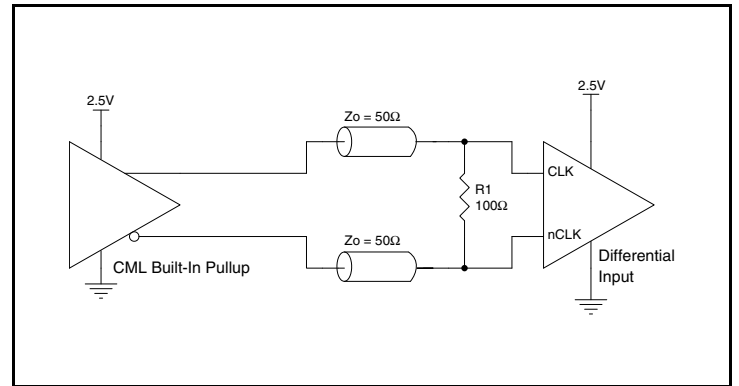 2.5V
2.5V
Zo = 50Ω
CLK
R1
100Ω
nCLK
Zo = 50Ω
CML Built-In Pullup
Differential
Input